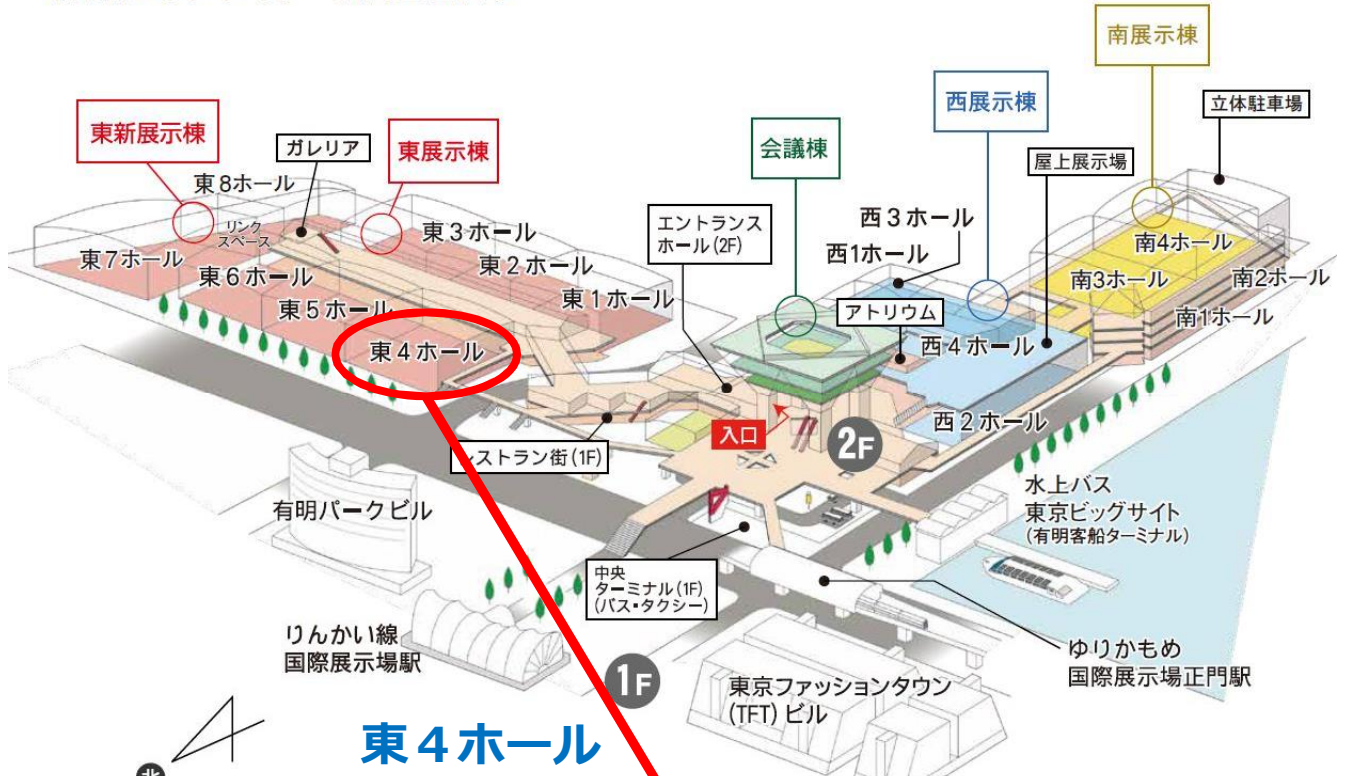 南展示棟
西展示棟
立体駐車場
東新展示棟
ガレリア
東展示棟
会議棟
屋上展示場
東8ホール
リンク
スペース
東7ホール
東6ホール
東5ホール
東4ホール
東3ホール
東2ホール
東1ホール
エントランス
ホール(2F)
西3ホール
西1ホール
アトリウム
西4ホール
西2ホール
南4ホール
南3ホール
南2ホール
南1ホール
入口
2F
レストラン街(1F)
有明パークビル
水上バス
東京ビッグサイト
(有明客船ターミナル)
中央
ターミナル(1F)
(バス・タクシー)
りんかい線
国際展示場駅
1F
東京ファッションタウン
(TFT)ビル
ゆりかもめ
国際展示場正門駅
東4ホール
北